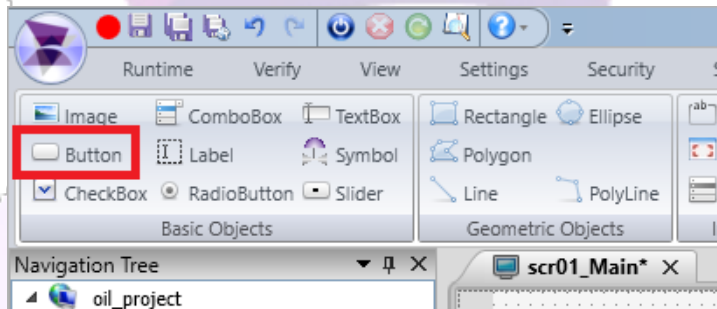 Runtime Verify View Settings Security
Image ComboBox TextBox Rectangle Ellipse ab
Button Label Symbol Polygon
CheckBox RadioButton Slider Line PolyLine
Basic Objects Geometric Objects
Navigation Tree scr01_Main*
oil_project